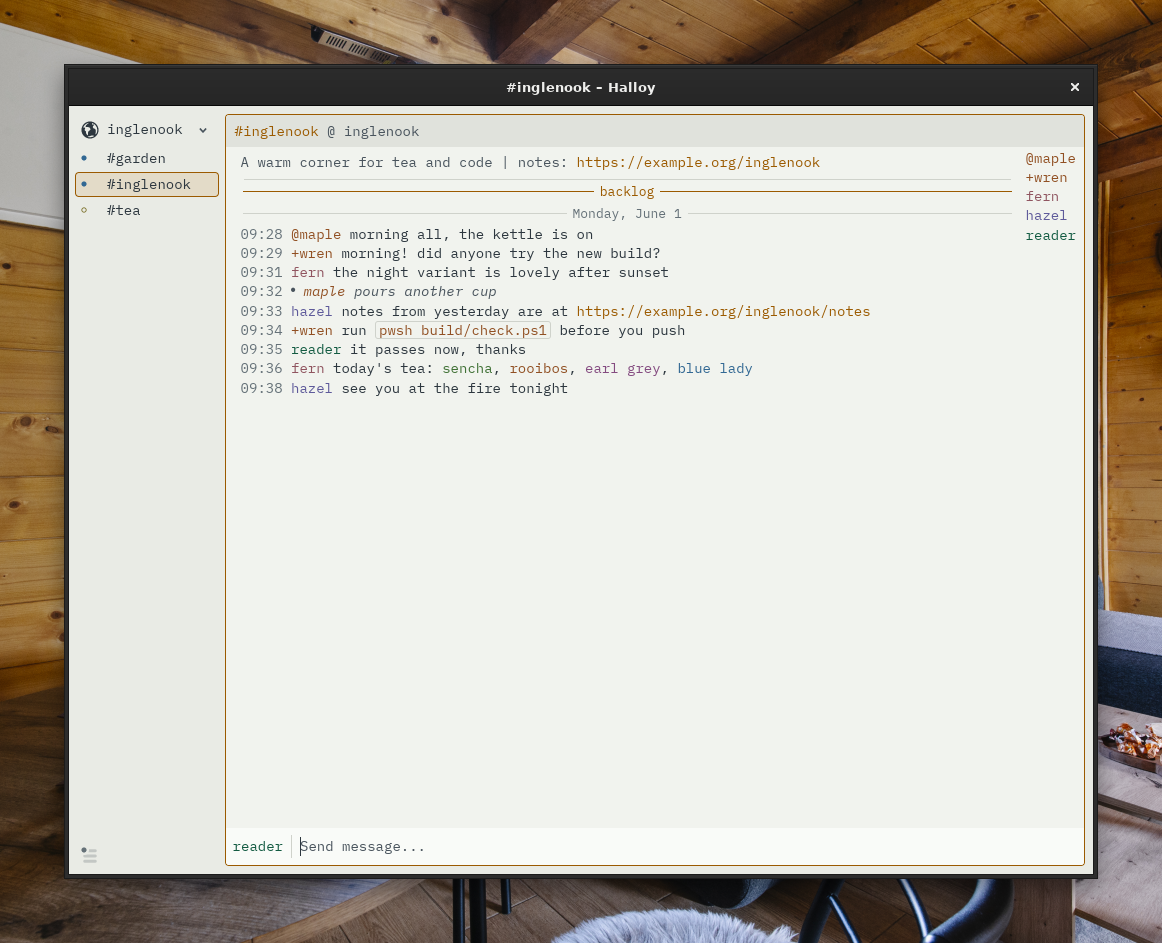 #inglenook – Halloy
inglenook
#garden
#inglenook
#tea
#inglenook @ inglenook
A warm corner for tea and code | notes: https://example.org/inglenook
backlog
Monday, June 1
09:28 @maple morning all, the kettle is on
09:29 +wren morning! did anyone try the new build?
09:31 fern the night variant is lovely after sunset
09:32 • maple pours another cup
09:33 hazel notes from yesterday are at https://example.org/inglenook/notes
09:34 +wren run pwsh build/check.ps1 before you push
09:35 reader it passes now, thanks
09:36 fern today's tea: sencha, rooibos, earl grey, blue lady
09:38 hazel see you at the fire tonight
@maple
+wren
fern
hazel
reader
reader Send message...